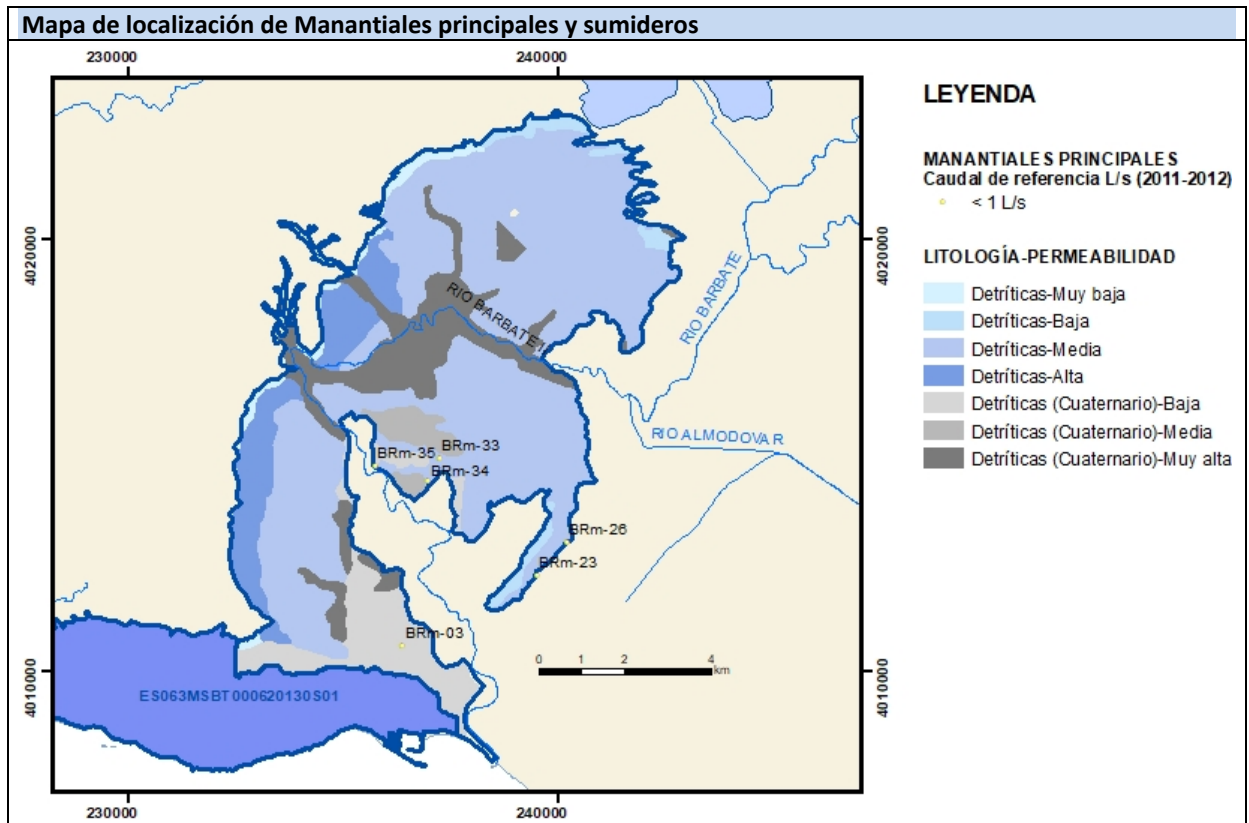 Mapa de localización de Manantiales principales y sumideros
230000
240000
LEYENDA
MANANTIALES PRINCIPALES
Caudal de referencia L/s (2011-2012)
< 1 L/s
LITOLOGÍA-PERMEABILIDAD
Detríticas-Muy baja
Detríticas-Baja
Detríticas-Media
Detríticas-Alta
Detríticas (Cuaternario)-Baja
Detríticas (Cuaternario)-Media
Detríticas (Cuaternario)-Muy alta
4020000
4020000
RIO BARBATE
RIO BARBATE 1
RIO ALMODOVAR
BRm-33
BRm-35
BRm-34
BRm-26
BRm-23
BRm-03
0 1 2 4
km
4010000
4010000
ES063MSBT000620130S01
230000
240000